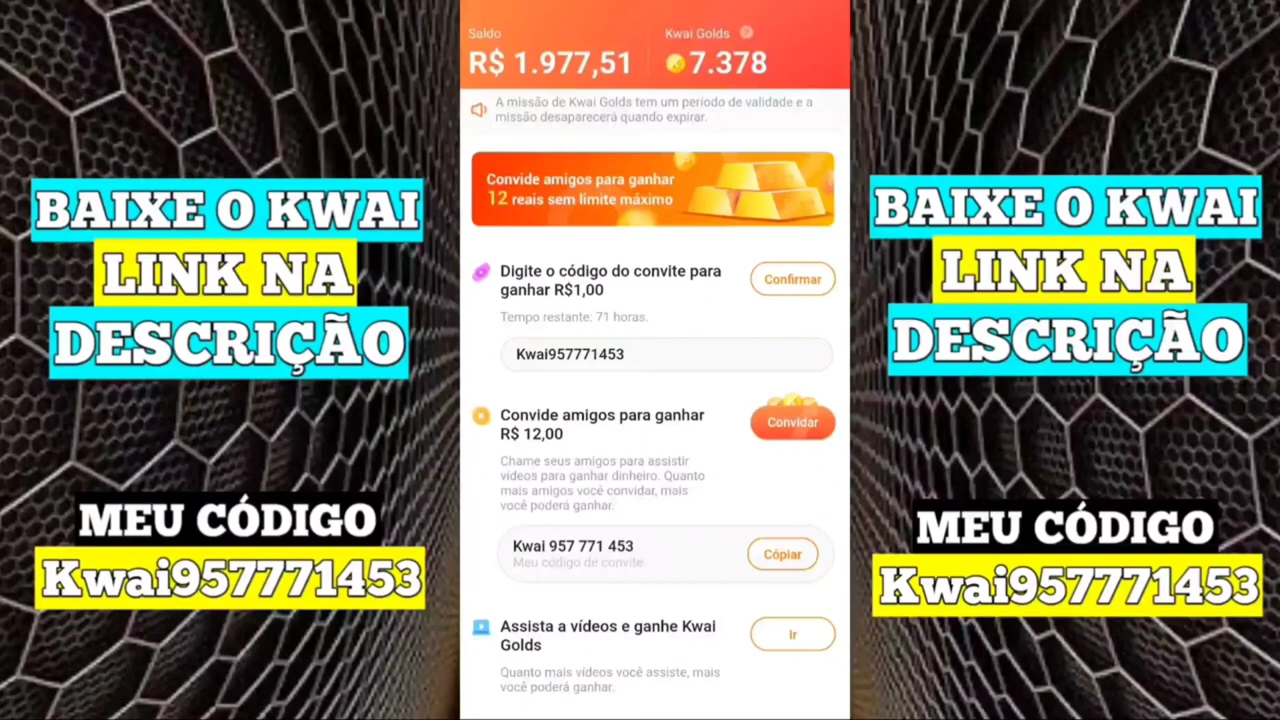 BAIXE O KWAI
LINK NA
DESCRIÇÃO
MEU CÓDIGO
Kwai957771453
Saldo
R$ 1.977,51
Kwai Golds ?
7.378
A missão de Kwai Golds tem um período de validade e a
missão desaparecerá quando expirar.
Convide amigos para ganhar
12 reais sem limite máximo
Digite o código do convite para
ganhar R$1,00
Confirmar
Tempo restante: 71 horas.
Kwai957771453
Convide amigos para ganhar
R$ 12,00
Convidar
Chame seus amigos para assistir
vídeos para ganhar dinheiro. Quanto
mais amigos você convidar, mais
você poderá ganhar.
Kwai 957 771 453
Meu código de convite
Cópiar
Assista a vídeos e ganhe Kwai
Golds
Ir
Quanto mais vídeos você assiste, mais
você poderá ganhar.
BAIXE O KWAI
LINK NA
DESCRIÇÃO
MEU CÓDIGO
Kwai957771453